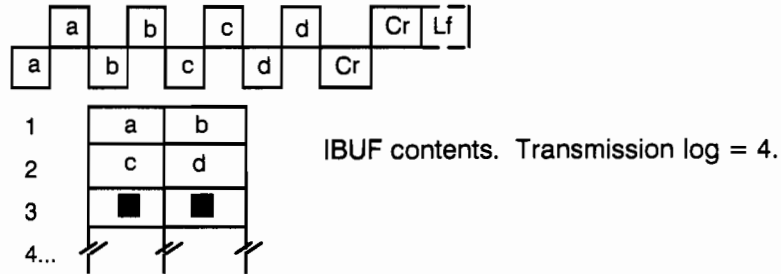 a b c d Cr Lf
a b c d Cr
1 a b
2 c d
3
4...
IBUF contents. Transmission log = 4.